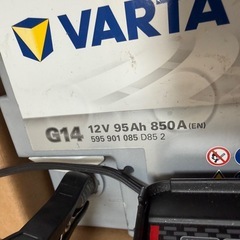 VARTA
G14 12V 95Ah 850A (EN)
595 901 085 D85 2